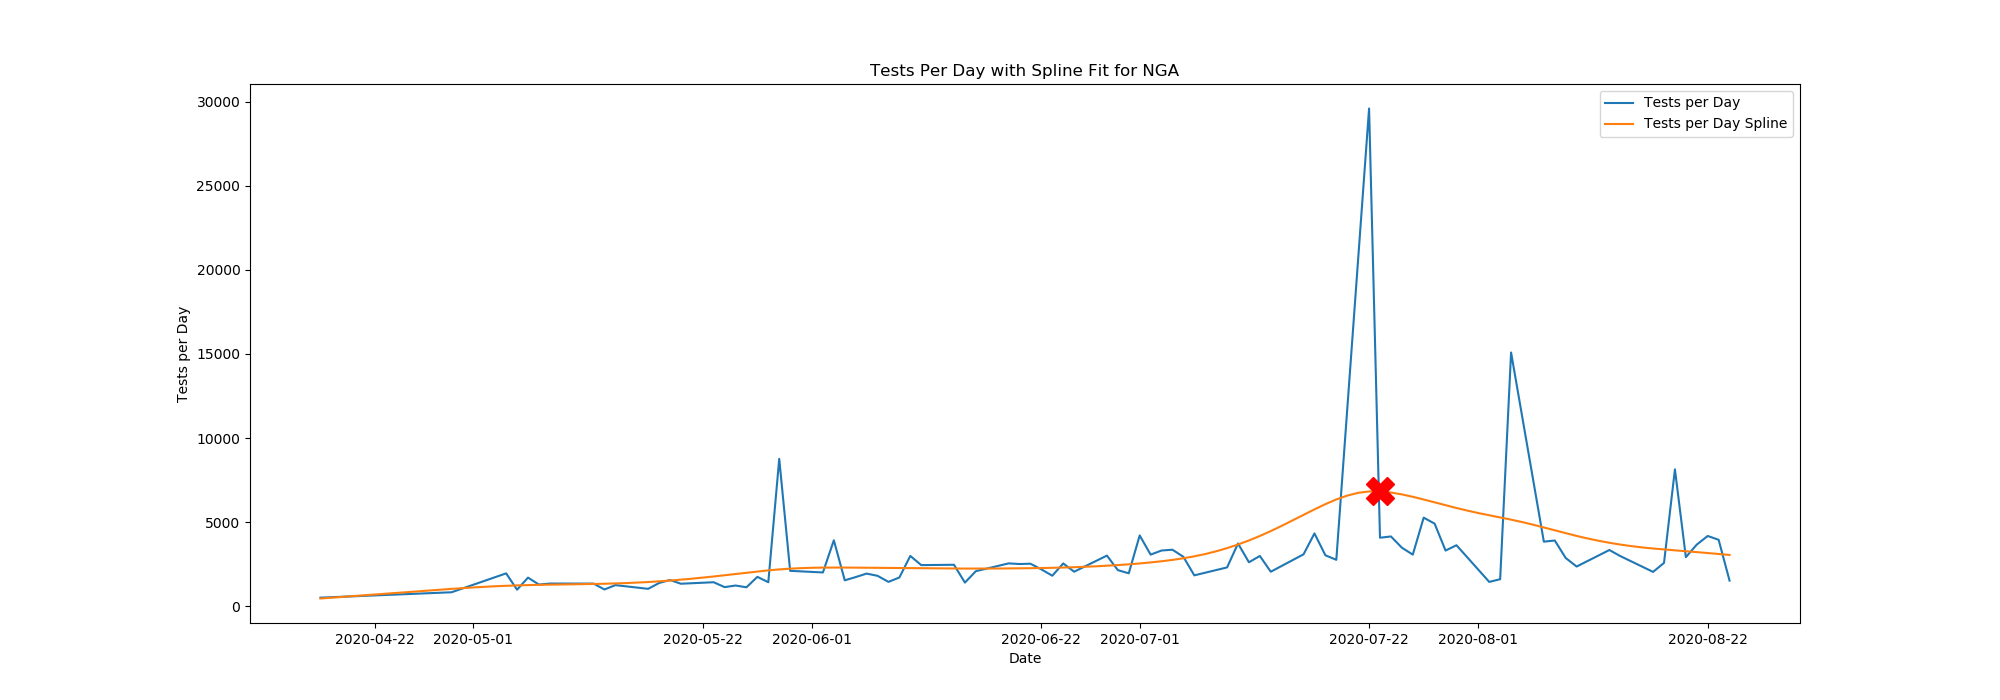 Tests Per Day with Spline Fit for NGA
Tests per Day
Tests per Day Spline
30000
25000
20000
15000
10000
5000
0
Tests per Day
2020-04-22 2020-05-01 2020-05-22 2020-06-01 2020-06-22 2020-07-01 2020-07-22 2020-08-01 2020-08-22
Date